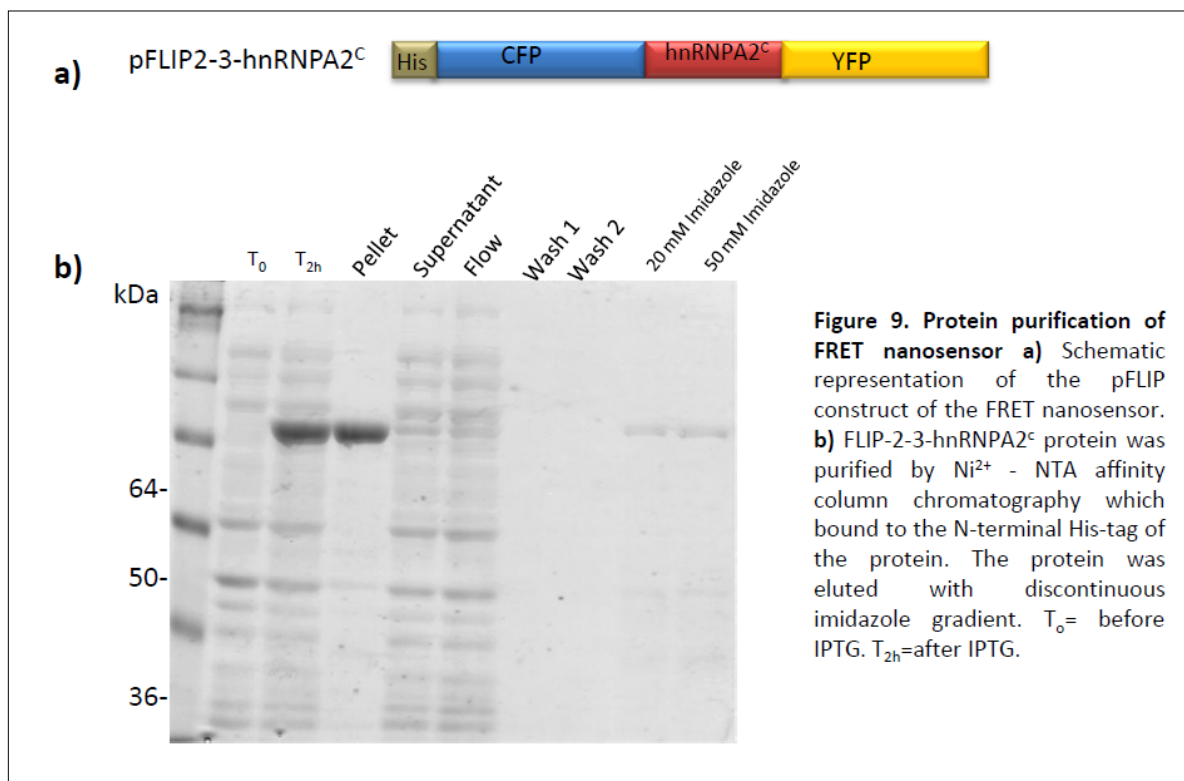 a)
pFLIP2-3-hnRNPA2ᶜ
His
CFP
hnRNPA2ᶜ
YFP
b)
kDa
T₀
T₂ₕ
Pellet
Supernatant
Flow
Wash 1
Wash 2
20 mM Imidazole
50 mM Imidazole
64-
50-
36-
Figure 9. Protein purification of
FRET nanosensor a) Schematic
representation of the pFLIP
construct of the FRET nanosensor.
b) FLIP-2-3-hnRNPA2ᶜ protein was
purified by Ni²⁺ - NTA affinity
column chromatography which
bound to the N-terminal His-tag of
the protein. The protein was
eluted with discontinuous
imidazole gradient. Tₒ= before
IPTG. T₂ₕ=after IPTG.